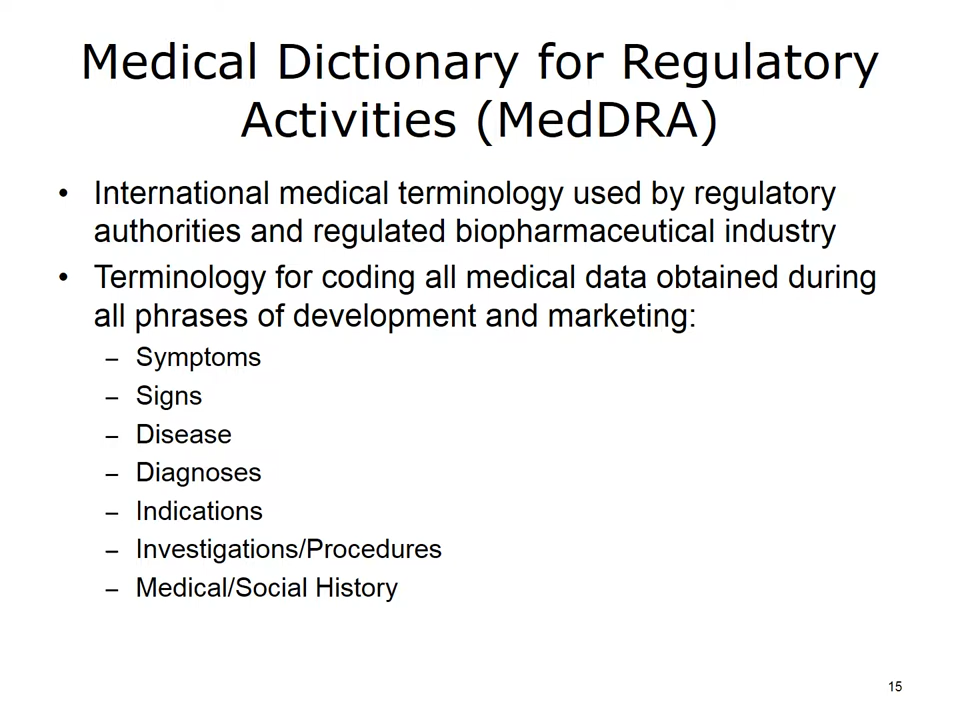 Medical Dictionary for Regulatory
Activities (MedDRA)
• International medical terminology used by regulatory
authorities and regulated biopharmaceutical industry
• Terminology for coding all medical data obtained during
all phrases of development and marketing:
– Symptoms
– Signs
– Disease
– Diagnoses
– Indications
– Investigations/Procedures
– Medical/Social History
15